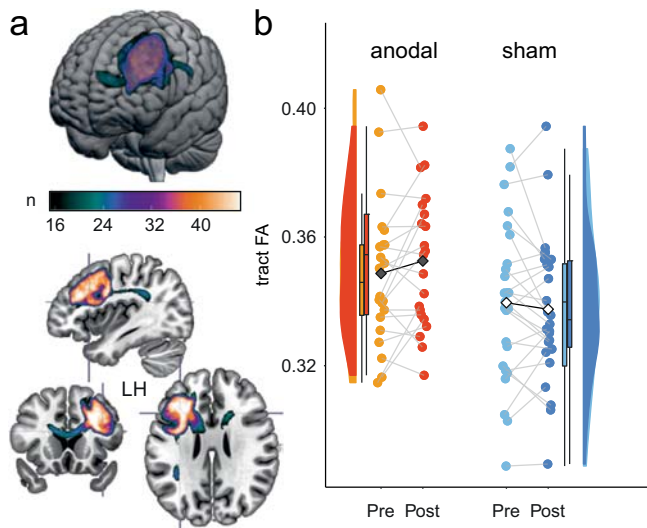 a
n
16 24 32 40
LH
b
anodal sham
tract FA
0.40
0.36
0.32
Pre Post Pre Post